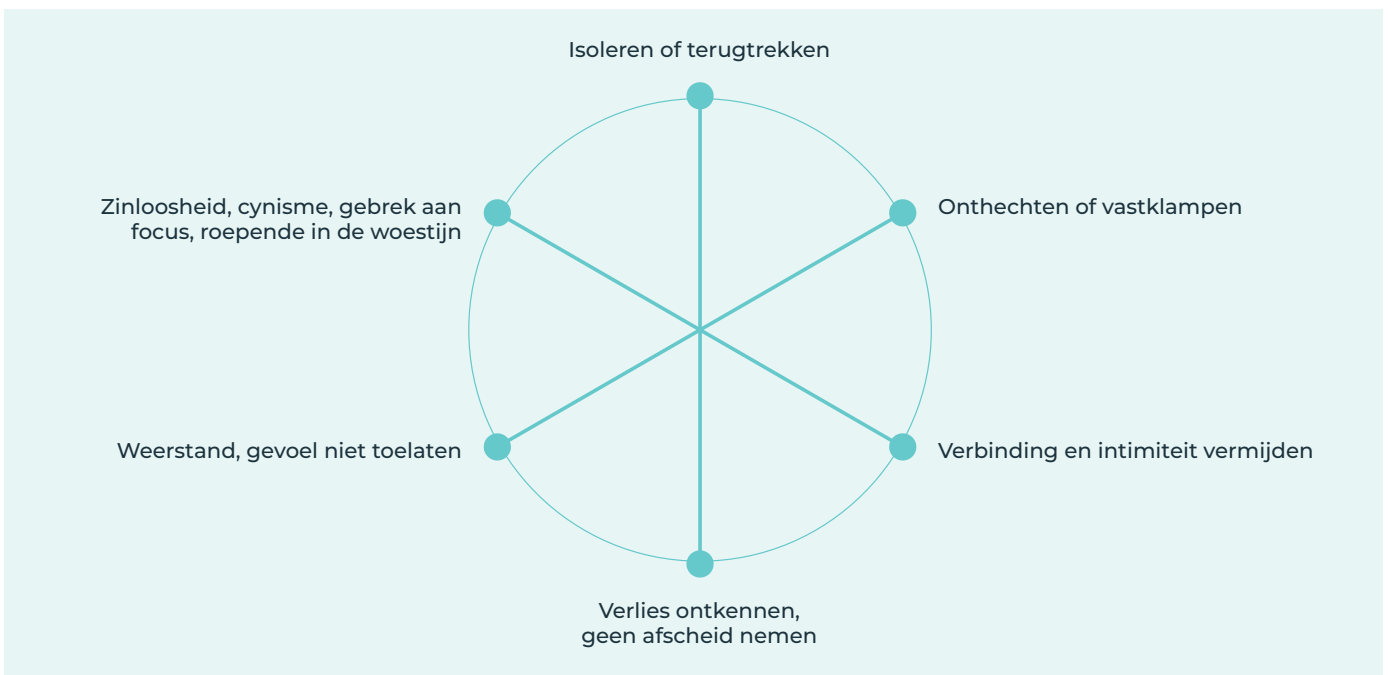 Isoleren of terugtrekken
Zinloosheid, cynisme, gebrek aan
focus, roepende in de woestijn
Onthechten of vastklampen
Weerstand, gevoel niet toelaten
Verbinding en intimiteit vermijden
Verlies ontkennen,
geen afscheid nemen